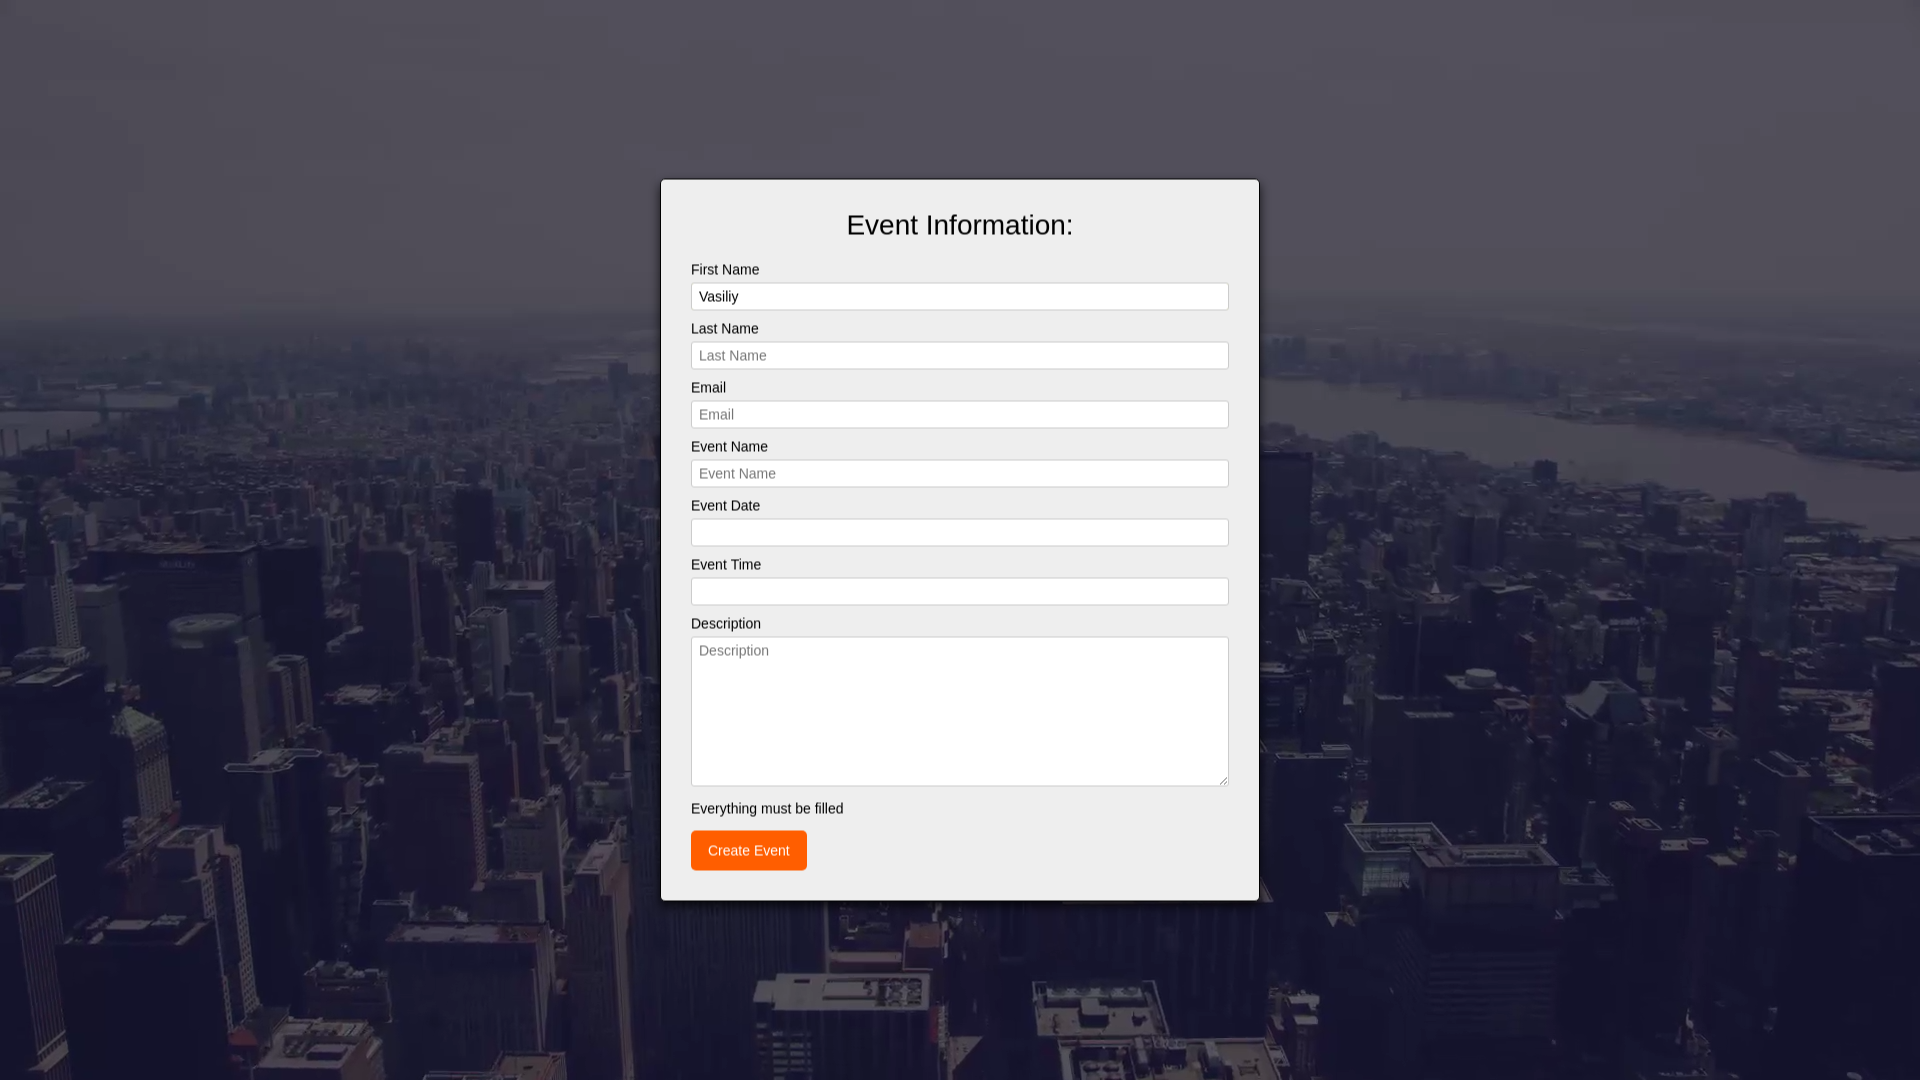 Event Information:
First Name
Vasiliy
Last Name
Last Name
Email
Email
Event Name
Event Name
Event Date
Event Time
Description
Description
Everything must be filled
Create Event